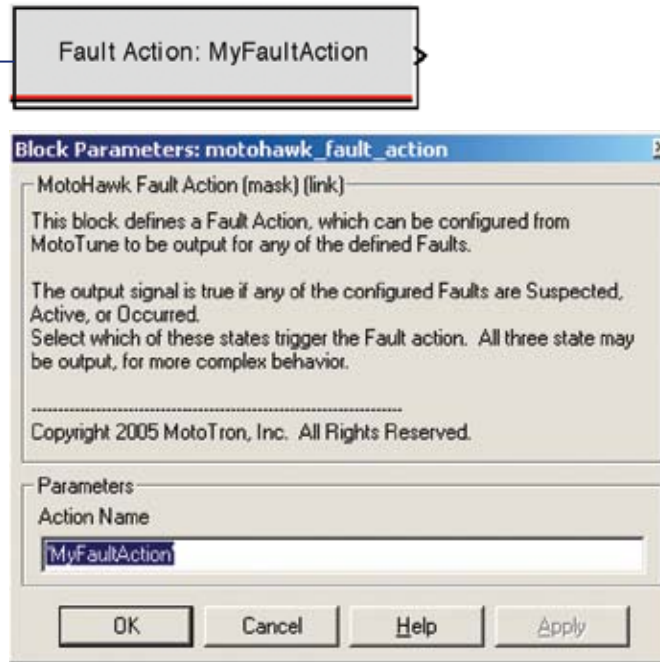 Fault Action: MyFaultAction
Block Parameters: motohawk_fault_action
MotoHawk Fault Action (mask) (link)
This block defines a Fault Action, which can be configured from
MotoTune to be output for any of the defined Faults.
The output signal is true if any of the configured Faults are Suspected,
Active, or Occurred.
Select which of these states trigger the Fault action. All three state may
be output, for more complex behavior.
------------------------------------------------------------------------
Copyright 2005 MotoTron, Inc. All Rights Reserved.
Parameters
Action Name
'MyFaultAction'
OK
Cancel
Help
Apply